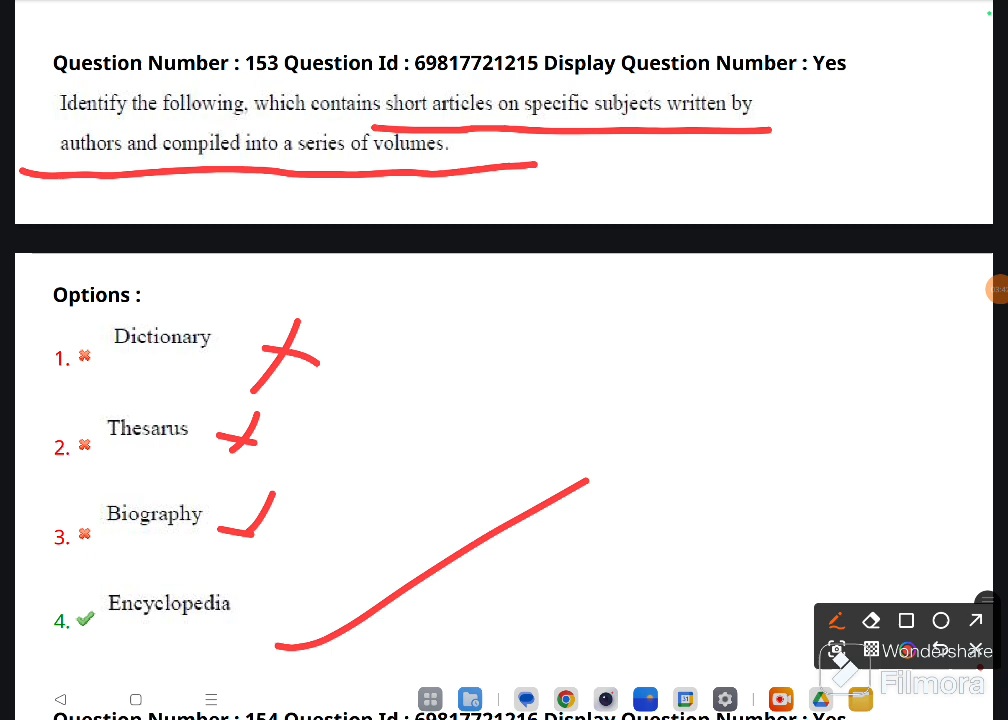 Question Number : 153 Question Id : 69817721215 Display Question Number : Yes
Identify the following, which contains short articles on specific subjects written by
authors and compiled into a series of volumes.
Options :
Dictionary
1.
Thesarus
2.
Biography
3.
Encyclopedia
4.
Wondershare
Filmora
Question Number : 154 Question Id : 69817721216 Display Question Number : Yes